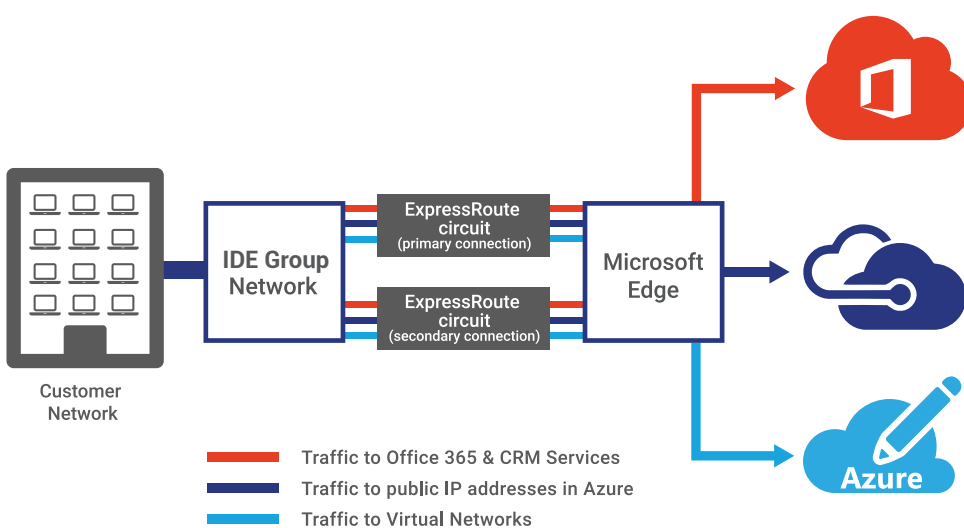 ExpressRoute
circuit
(primary connection)
IDE Group
Network
Microsoft
Edge
ExpressRoute
circuit
(secondary connection)
Customer
Network
Azure
Traffic to Office 365 & CRM Services
Traffic to public IP addresses in Azure
Traffic to Virtual Networks